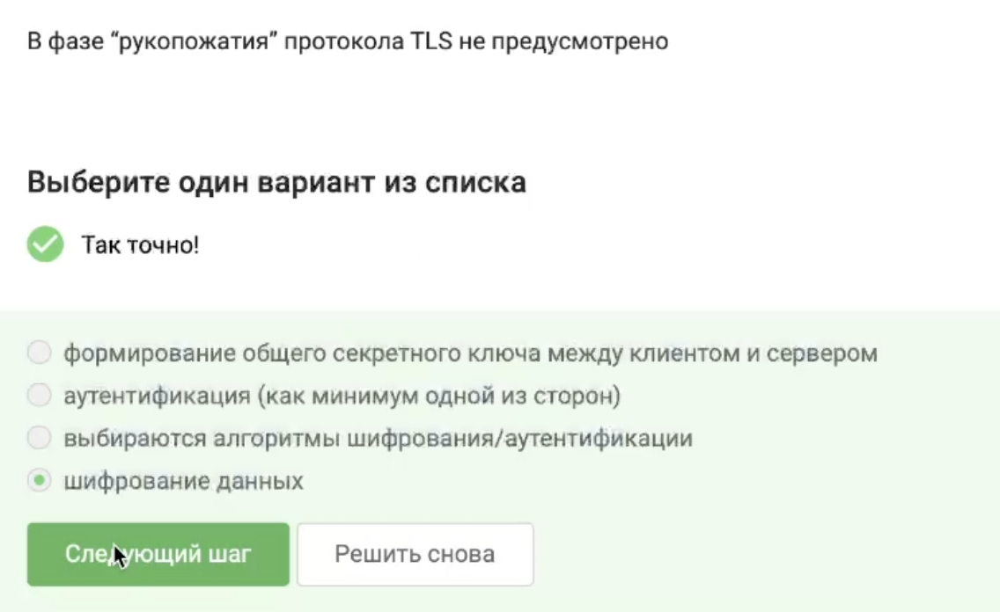 В фазе “рукопожатия” протокола TLS не предусмотрено
Выберите один вариант из списка
Так точно!
формирование общего секретного ключа между клиентом и сервером
аутентификация (как минимум одной из сторон)
выбираются алгоритмы шифрования/аутентификации
шифрование данных
Следующий шаг
Решить снова